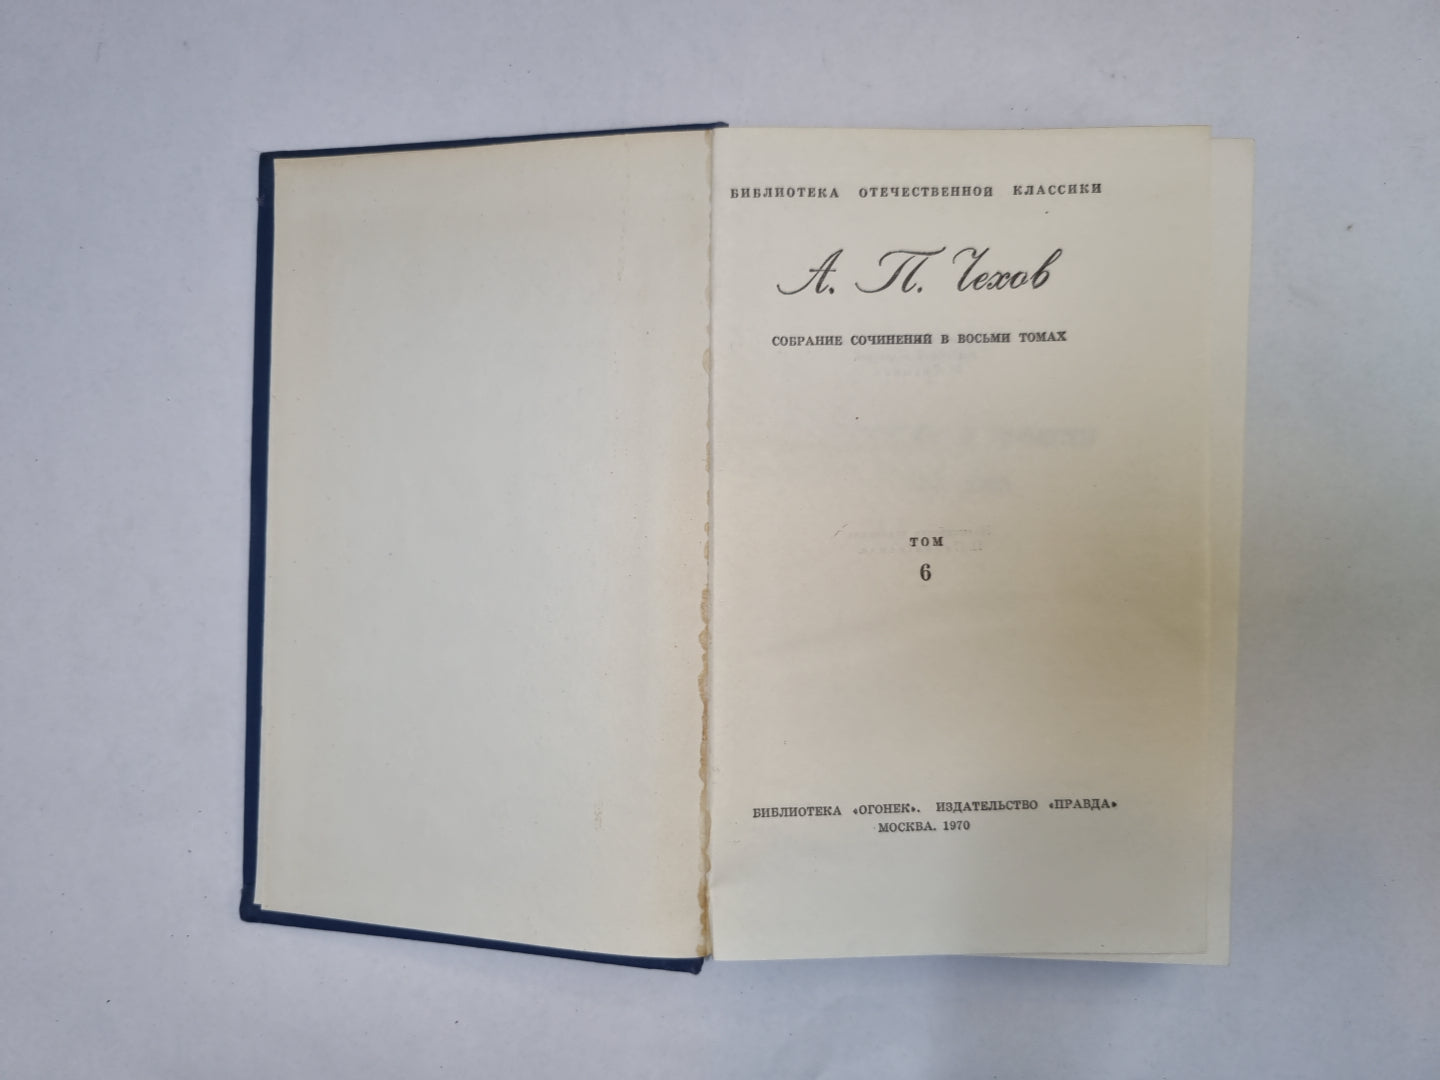 БИБЛИОТЕКА ОТЕЧЕСТВЕННОЙ КЛАССИКИ
А. П. Чехов
СОБРАНИЕ СОЧИНЕНИЙ В ВОСЬМИ ТОМАХ
ТОМ
6
БИБЛИОТЕКА «ОГОНЕК». ИЗДАТЕЛЬСТВО «ПРАВДА»
МОСКВА. 1970